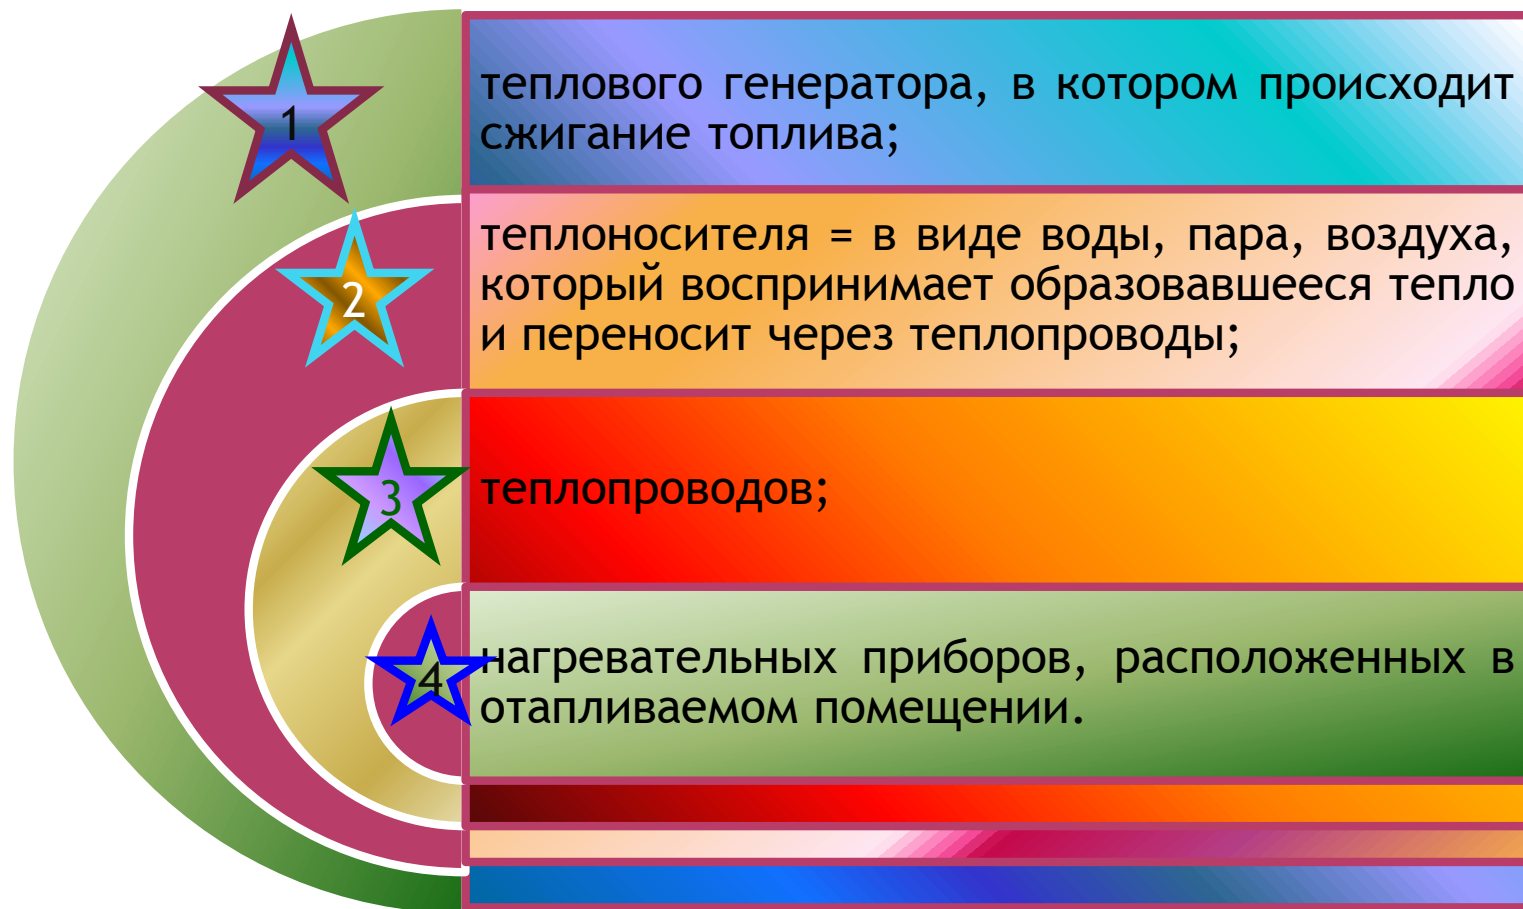 1
теплового генератора, в котором происходит
сжигание топлива;
2
теплоносителя = в виде воды, пара, воздуха,
который воспринимает образовавшееся тепло
и переносит через теплопроводы;
3
теплопроводов;
4
нагревательных приборов, расположенных в
отапливаемом помещении.